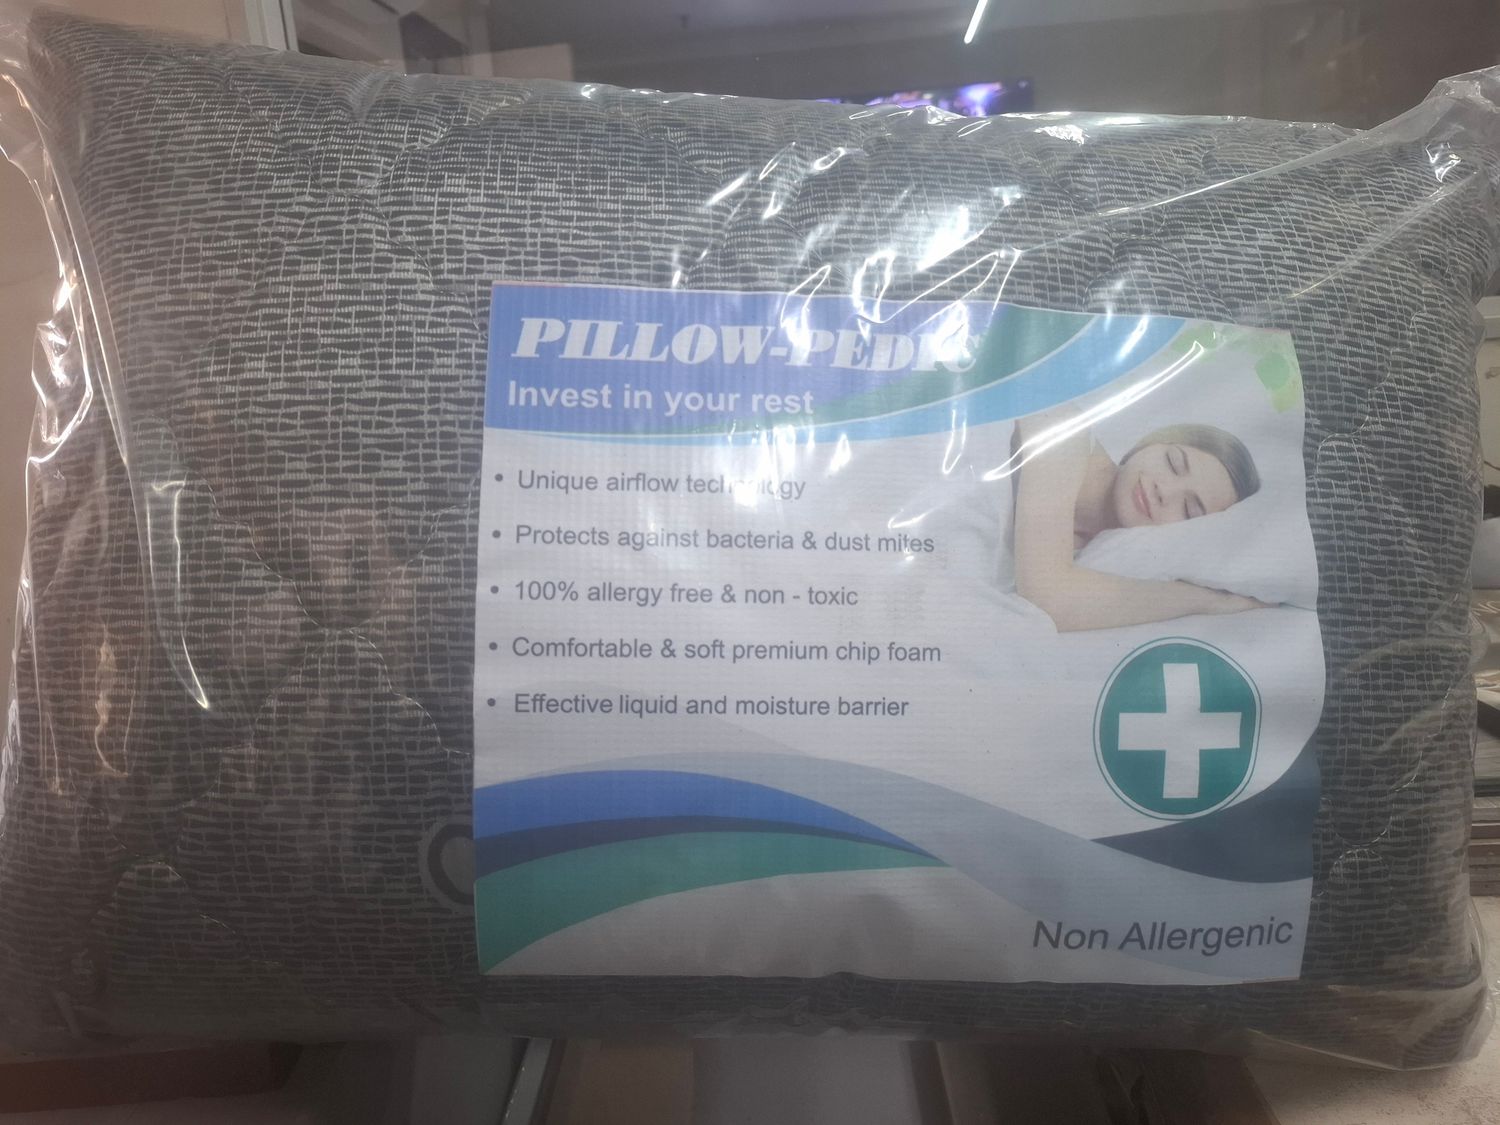 PILLOW-PEDIC
Invest in your rest
• Unique airflow technology
• Protects against bacteria & dust mites
• 100% allergy free & non - toxic
• Comfortable & soft premium chip foam
• Effective liquid and moisture barrier
Non Allergenic